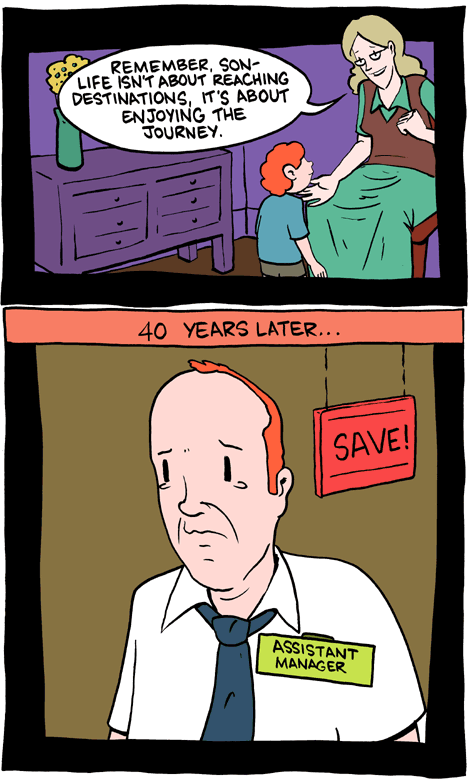 REMEMBER, SON-
LIFE ISN'T ABOUT REACHING
DESTINATIONS, IT'S ABOUT
ENJOYING THE
JOURNEY.
40 YEARS LATER...
SAVE!
ASSISTANT
MANAGER